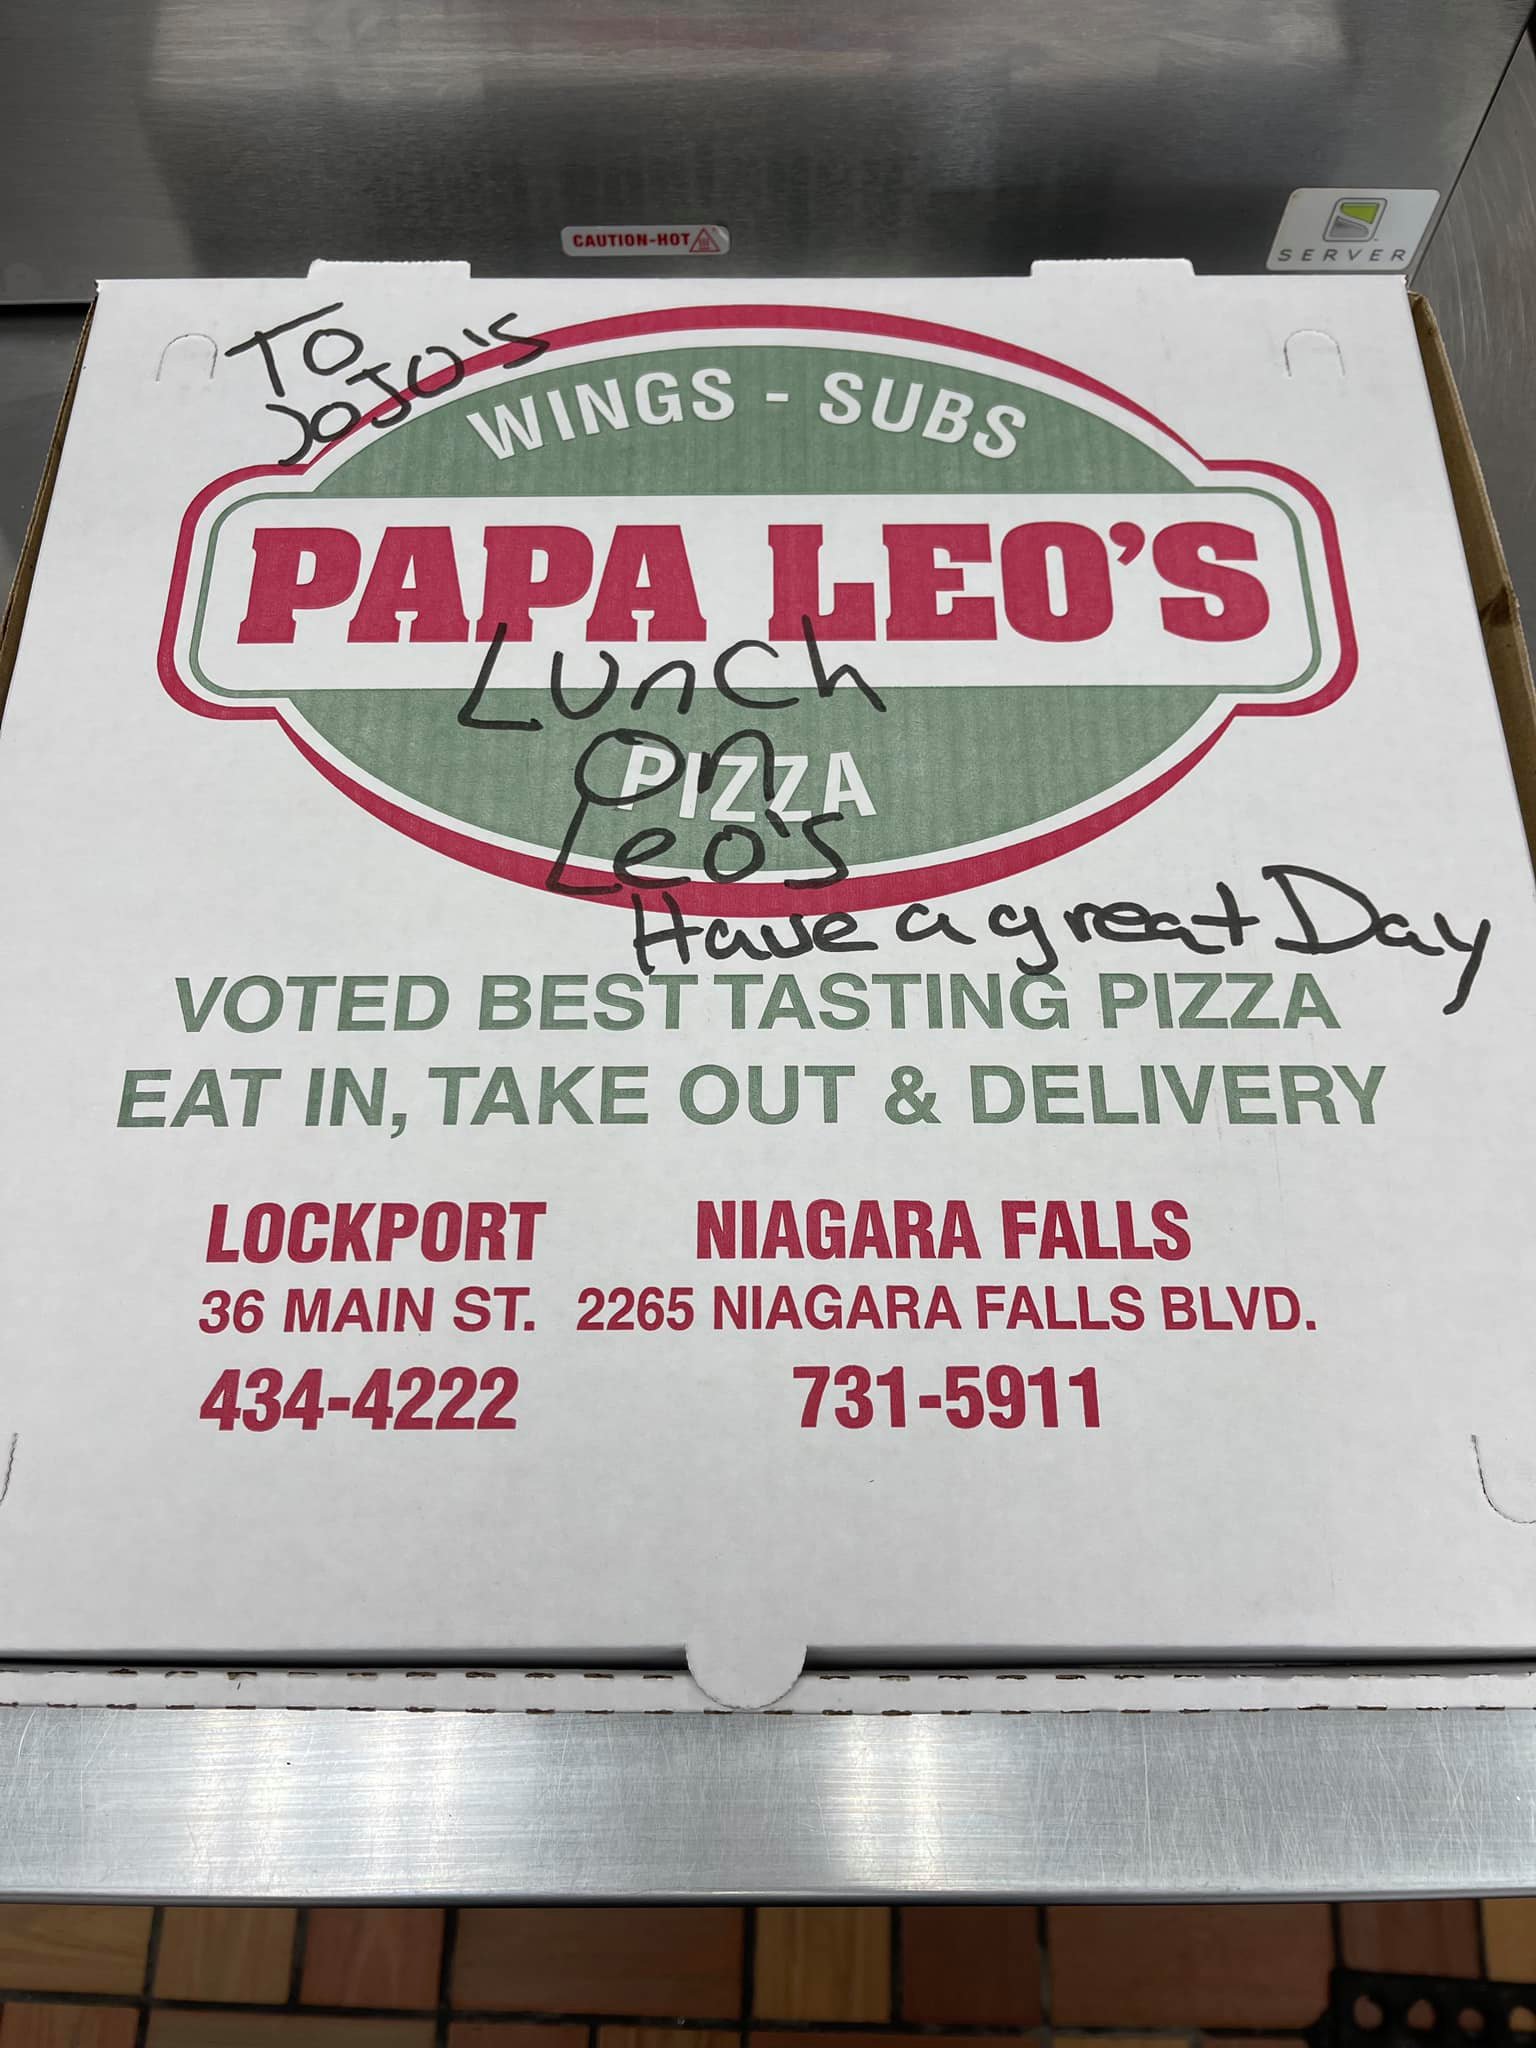 CAUTION-HOT
SERVER
To
JoJo's
WINGS - SUBS
PAPA LEO'S
Lunch
on
PIZZA
Leo's
Have a great Day
VOTED BEST TASTING PIZZA
EAT IN, TAKE OUT & DELIVERY
LOCKPORT NIAGARA FALLS
36 MAIN ST. 2265 NIAGARA FALLS BLVD.
434-4222 731-5911